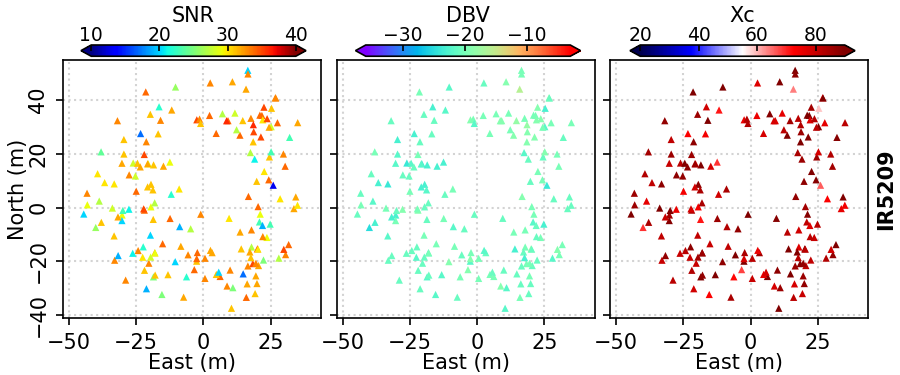 SNR DBV Xc
10 20 30 40 −30 −20 −10 20 40 60 80
40
20
0
−20
−40
North (m)
−50 −25 0 25 −50 −25 0 25 −50 −25 0 25
East (m) East (m) East (m)
IR5209